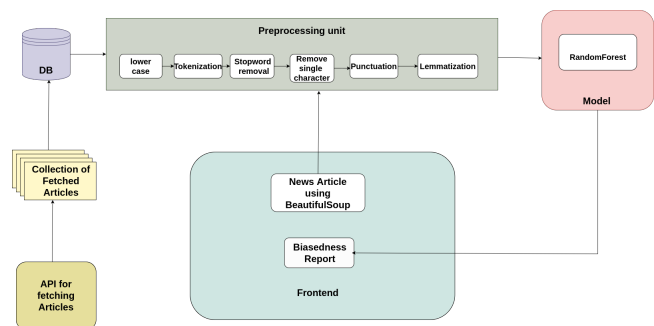 Preprocessing unit
DB
lower
case
Tokenization
Stopword
removal
Remove
single
character
Punctuation
Lemmatization
RandomForest
Model
Collection of
Fetched
Articles
News Article
using
BeautifulSoup
Biasedness
Report
Frontend
API for
fetching
Articles